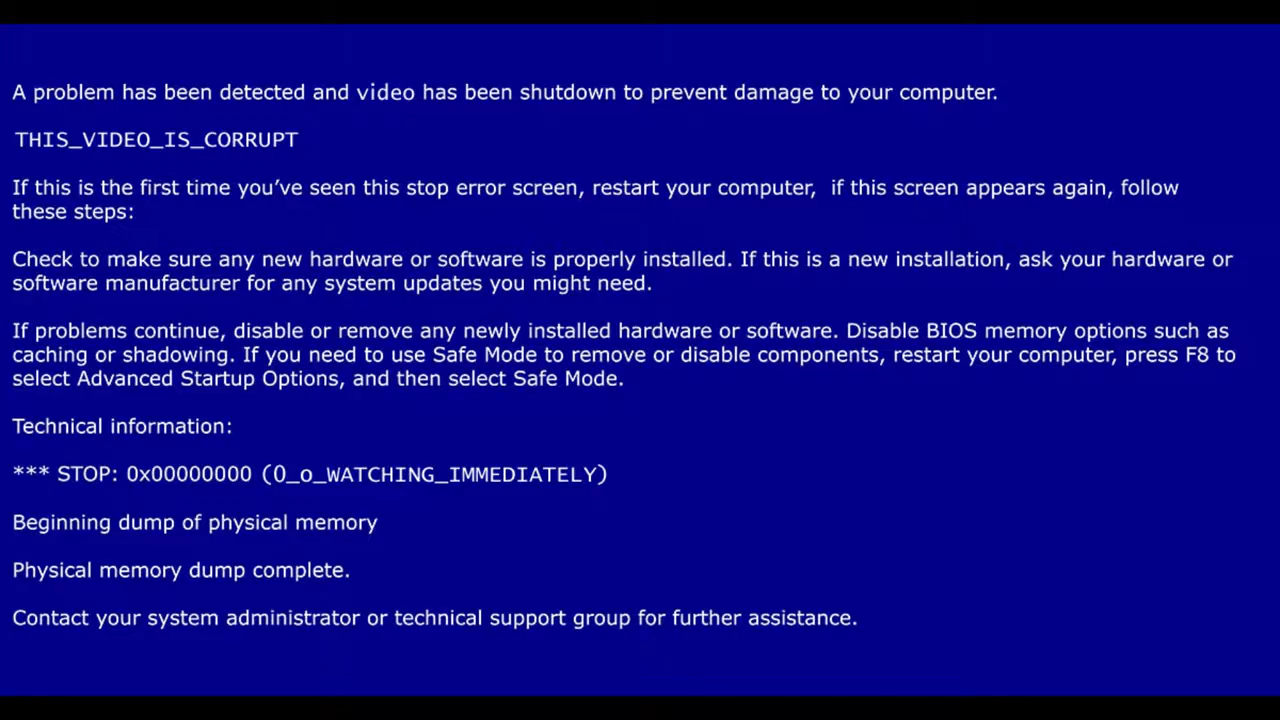 A problem has been detected and video has been shutdown to prevent damage to your computer.
THIS_VIDEO_IS_CORRUPT
If this is the first time you’ve seen this stop error screen, restart your computer,  if this screen appears again, follow
these steps:
Check to make sure any new hardware or software is properly installed. If this is a new installation, ask your hardware or
software manufacturer for any system updates you might need.
If problems continue, disable or remove any newly installed hardware or software. Disable BIOS memory options such as
caching or shadowing. If you need to use Safe Mode to remove or disable components, restart your computer, press F8 to
select Advanced Startup Options, and then select Safe Mode.
Technical information:
*** STOP: 0x00000000 (O_o_WATCHING_IMMEDIATELY)
Beginning dump of physical memory
Physical memory dump complete.
Contact your system administrator or technical support group for further assistance.